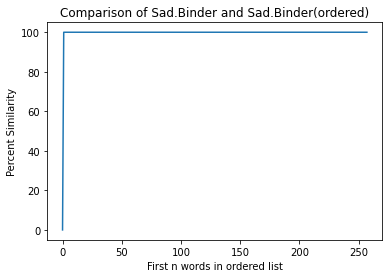 Comparison of Sad.Binder and Sad.Binder(ordered)
Percent Similarity
100
80
60
40
20
0
0 50 100 150 200 250
First n words in ordered list